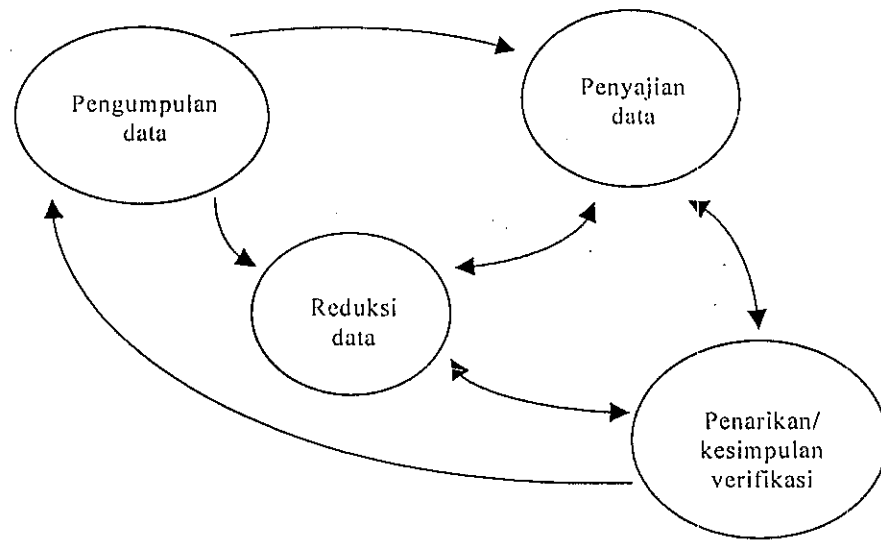 Pengumpulan
data
Penyajian
data
Reduksi
data
Penarikan/
kesimpulan
verifikasi